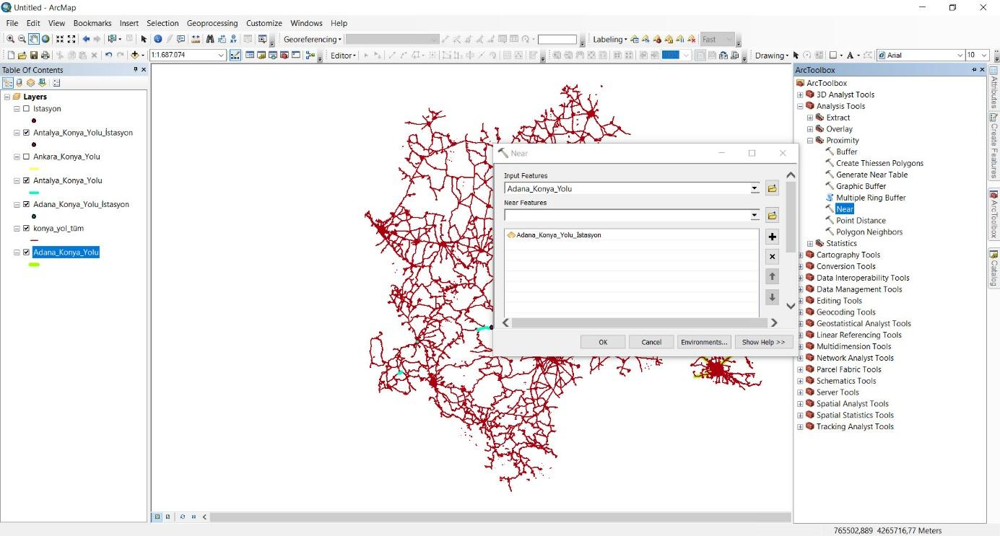 Untitled - ArcMap
File Edit View Bookmarks Insert Selection Geoprocessing Customize Windows Help
Georeferencing
Labeling
Fast
1:1.687.074
Editor
Drawing
A
Arial
10
Table Of Contents
Layers
Istasyon
Antalya_Konya_Yolu_İstasyon
Ankara_Konya_Yolu
Antalya_Konya_Yolu
Adana_Konya_Yolu_İstasyon
konya_yol_tüm
Adana_Konya_Yolu
Near
Input Features
Adana_Konya_Yolu
Near Features
Adana_Konya_Yolu_İstasyon
OK Cancel Environments... Show Help >>
ArcToolbox
ArcToolbox
3D Analyst Tools
Analysis Tools
Extract
Overlay
Proximity
Buffer
Create Thiessen Polygons
Generate Near Table
Graphic Buffer
Multiple Ring Buffer
Near
Point Distance
Polygon Neighbors
Statistics
Cartography Tools
Conversion Tools
Data Interoperability Tools
Data Management Tools
Editing Tools
Geocoding Tools
Geostatistical Analyst Tools
Linear Referencing Tools
Multidimension Tools
Network Analyst Tools
Parcel Fabric Tools
Schematics Tools
Server Tools
Spatial Analyst Tools
Spatial Statistics Tools
Tracking Analyst Tools
Attributes
Create Features
ArcToolbox
Catalog
765502,889 4265716,77 Meters